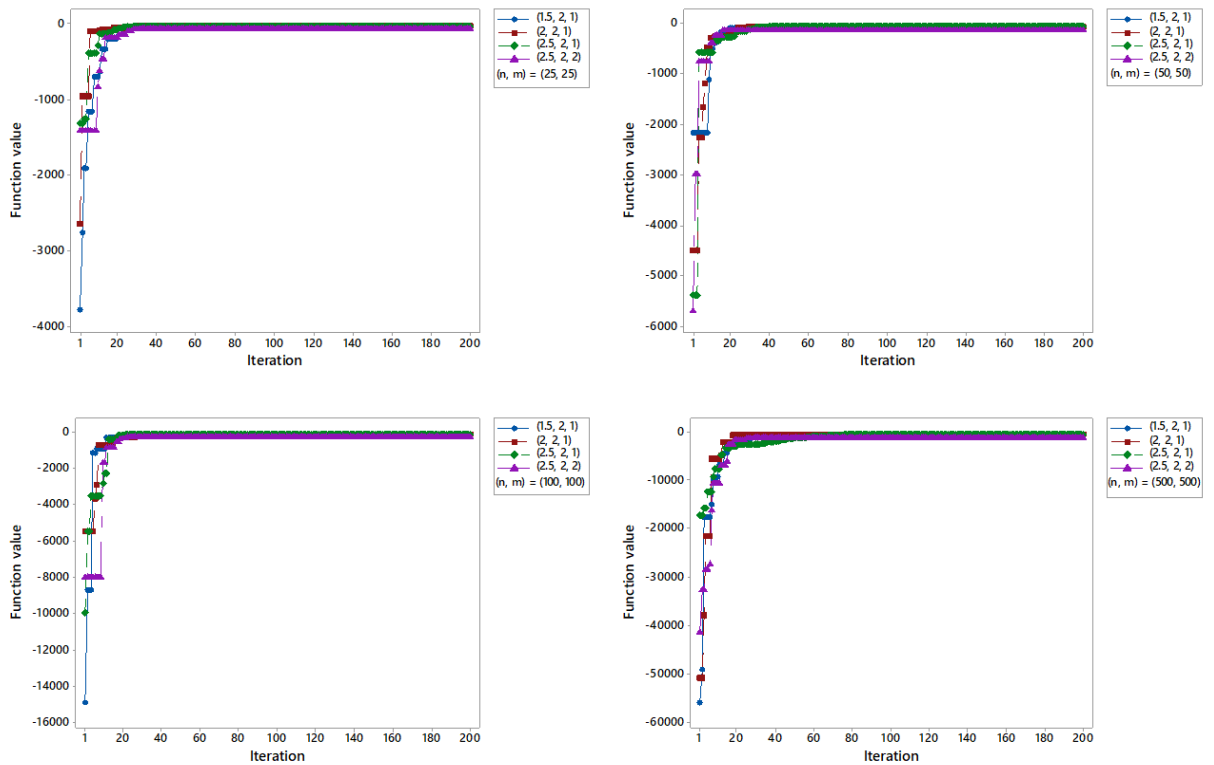 0
-1000
-2000
-3000
-4000
Function value
1 20 40 60 80 100 120 140 160 180 200
Iteration
(1.5, 2, 1)
(2, 2, 1)
(2.5, 2, 1)
(2.5, 2, 2)
(n, m) = (25, 25)
0
-1000
-2000
-3000
-4000
-5000
-6000
Function value
1 20 40 60 80 100 120 140 160 180 200
Iteration
(1.5, 2, 1)
(2, 2, 1)
(2.5, 2, 1)
(2.5, 2, 2)
(n, m) = (50, 50)
0
-2000
-4000
-6000
-8000
-10000
-12000
-14000
-16000
Function value
1 20 40 60 80 100 120 140 160 180 200
Iteration
(1.5, 2, 1)
(2, 2, 1)
(2.5, 2, 1)
(2.5, 2, 2)
(n, m) = (100, 100)
0
-10000
-20000
-30000
-40000
-50000
-60000
Function value
1 20 40 60 80 100 120 140 160 180 200
Iteration
(1.5, 2, 1)
(2, 2, 1)
(2.5, 2, 1)
(2.5, 2, 2)
(n, m) = (500, 500)